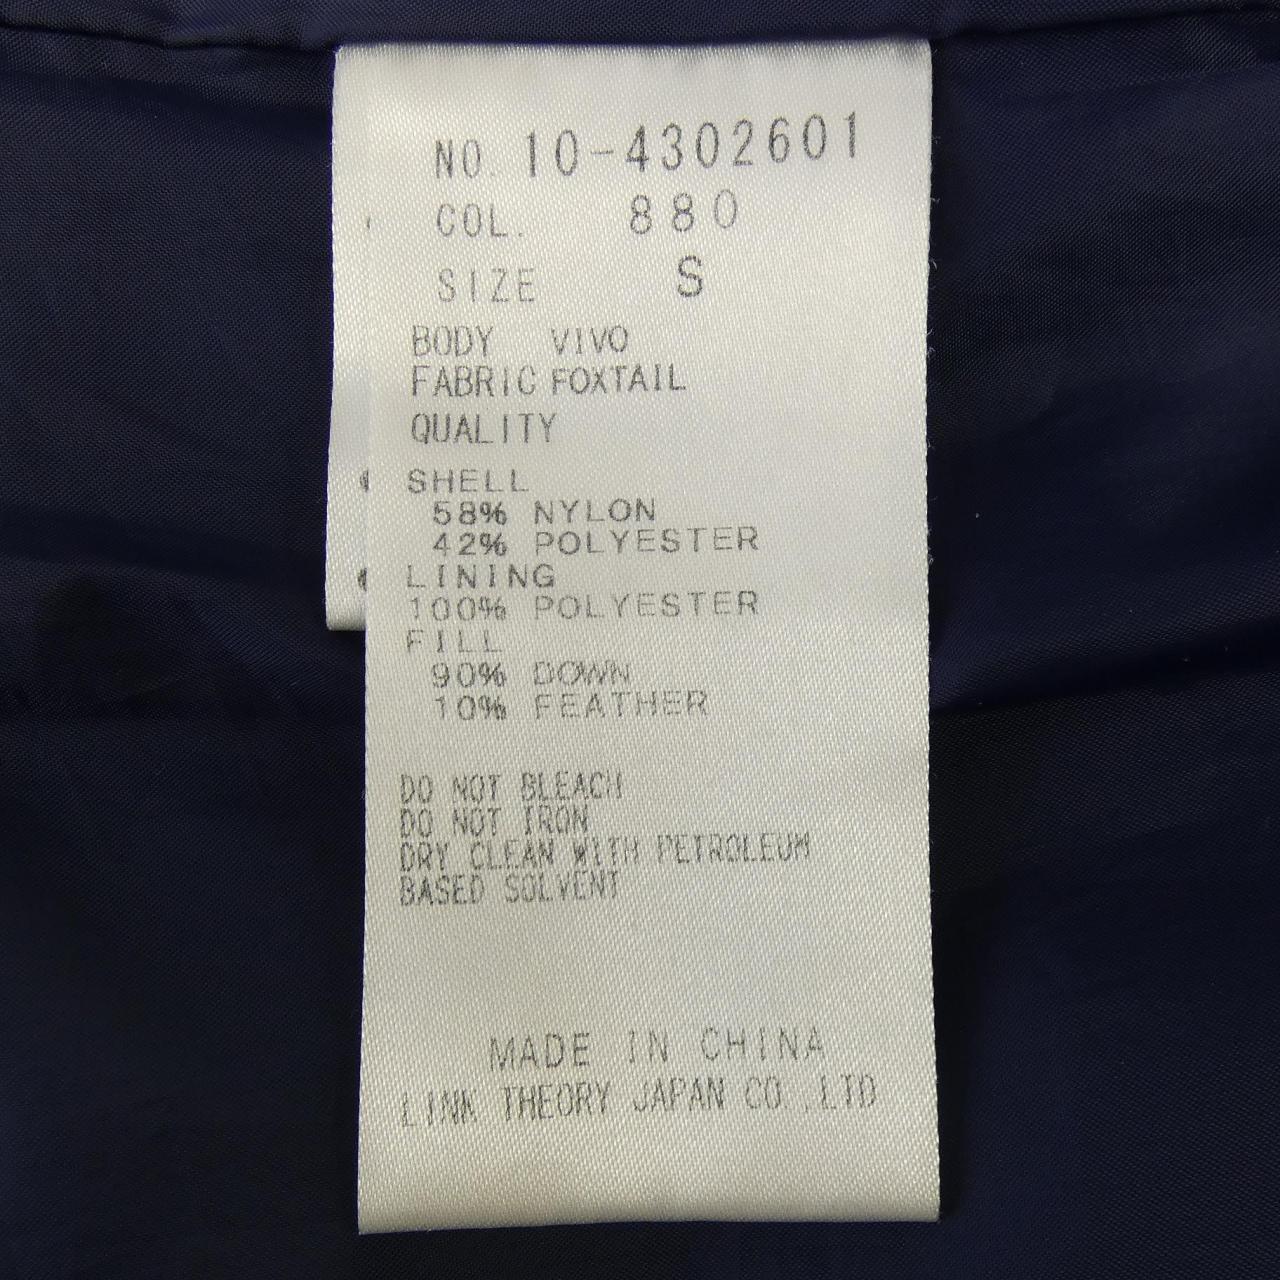 NO. 10-4302601
COL. 880
SIZE S
BODY VIVO
FABRIC FOXTAIL
QUALITY
SHELL
58% NYLON
42% POLYESTER
LINING
100% POLYESTER
FILL
90% DOWN
10% FEATHER
DO NOT BLEACH
DO NOT IRON
DRY CLEAN WITH PETROLEUM
BASED SOLVENT
MADE IN CHINA
LINK THEORY JAPAN CO.,LTD